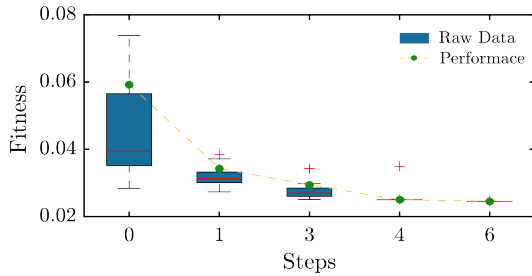 0.08
0.06
0.04
0.02
Fitness
Raw Data
Performace
0 1 3 4 6
Steps